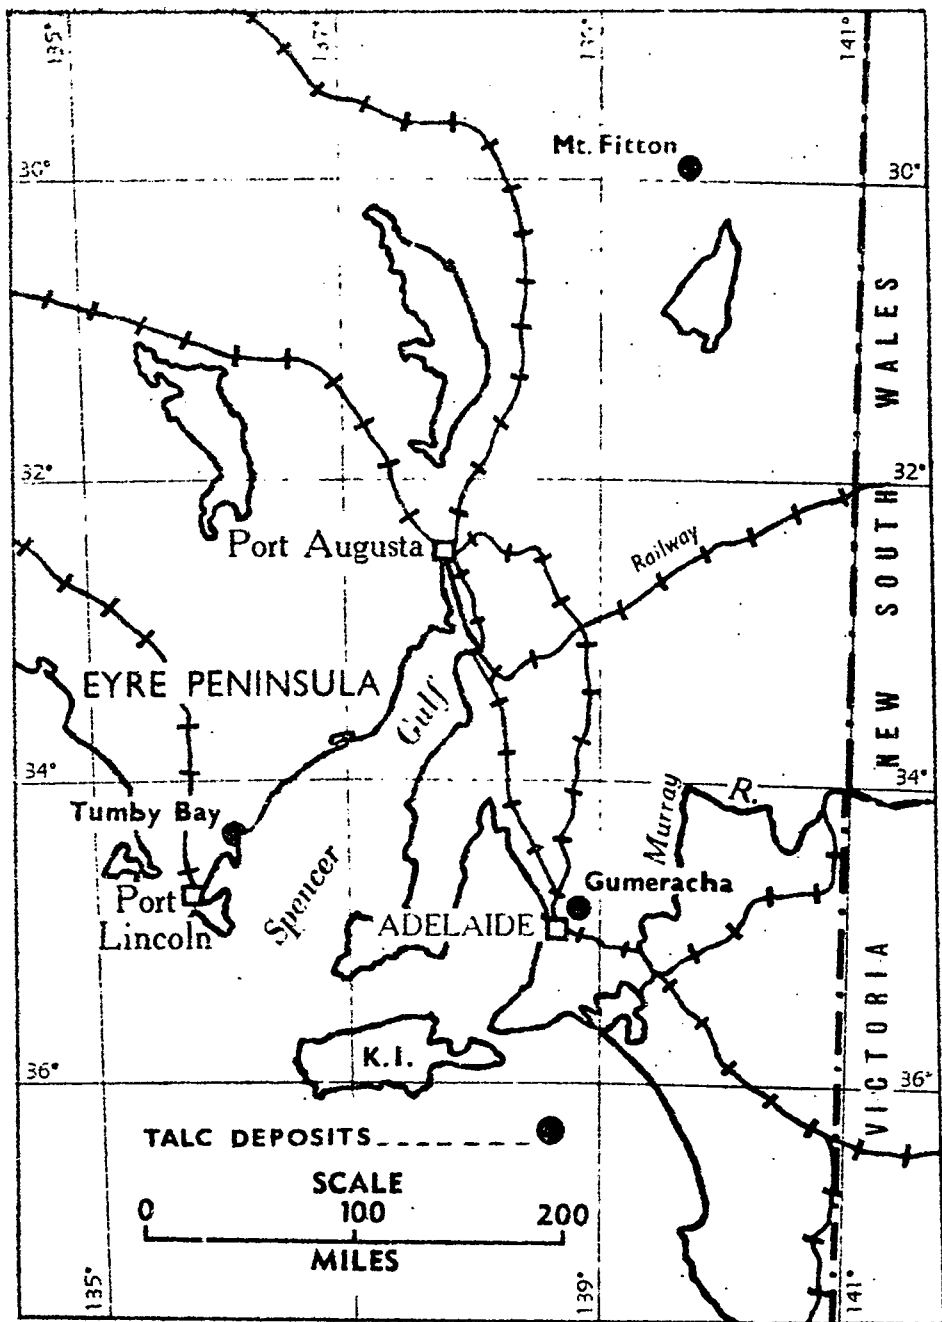 135°
137°
139°
141°
Mt. Fitton
30°
30°
NEW SOUTH WALES
32°
32°
Port Augusta
Railway
EYRE PENINSULA
Spencer Gulf
34°
34°
Murray R.
Tumby Bay
Gumeracha
Port
Lincoln
ADELAIDE
VICTORIA
K.I.
36°
36°
TALC DEPOSITS
SCALE
0 100 200
MILES
135°
139°
141°